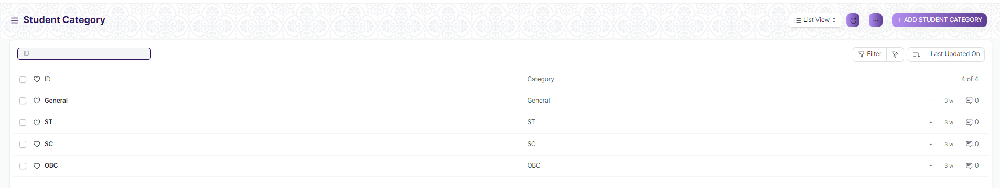 Student Category
List View
...
+ ADD STUDENT CATEGORY
ID
Filter
Last Updated On
ID Category 4 of 4
General General - 3 w 0
ST ST - 3 w 0
SC SC - 3 w 0
OBC OBC - 3 w 0